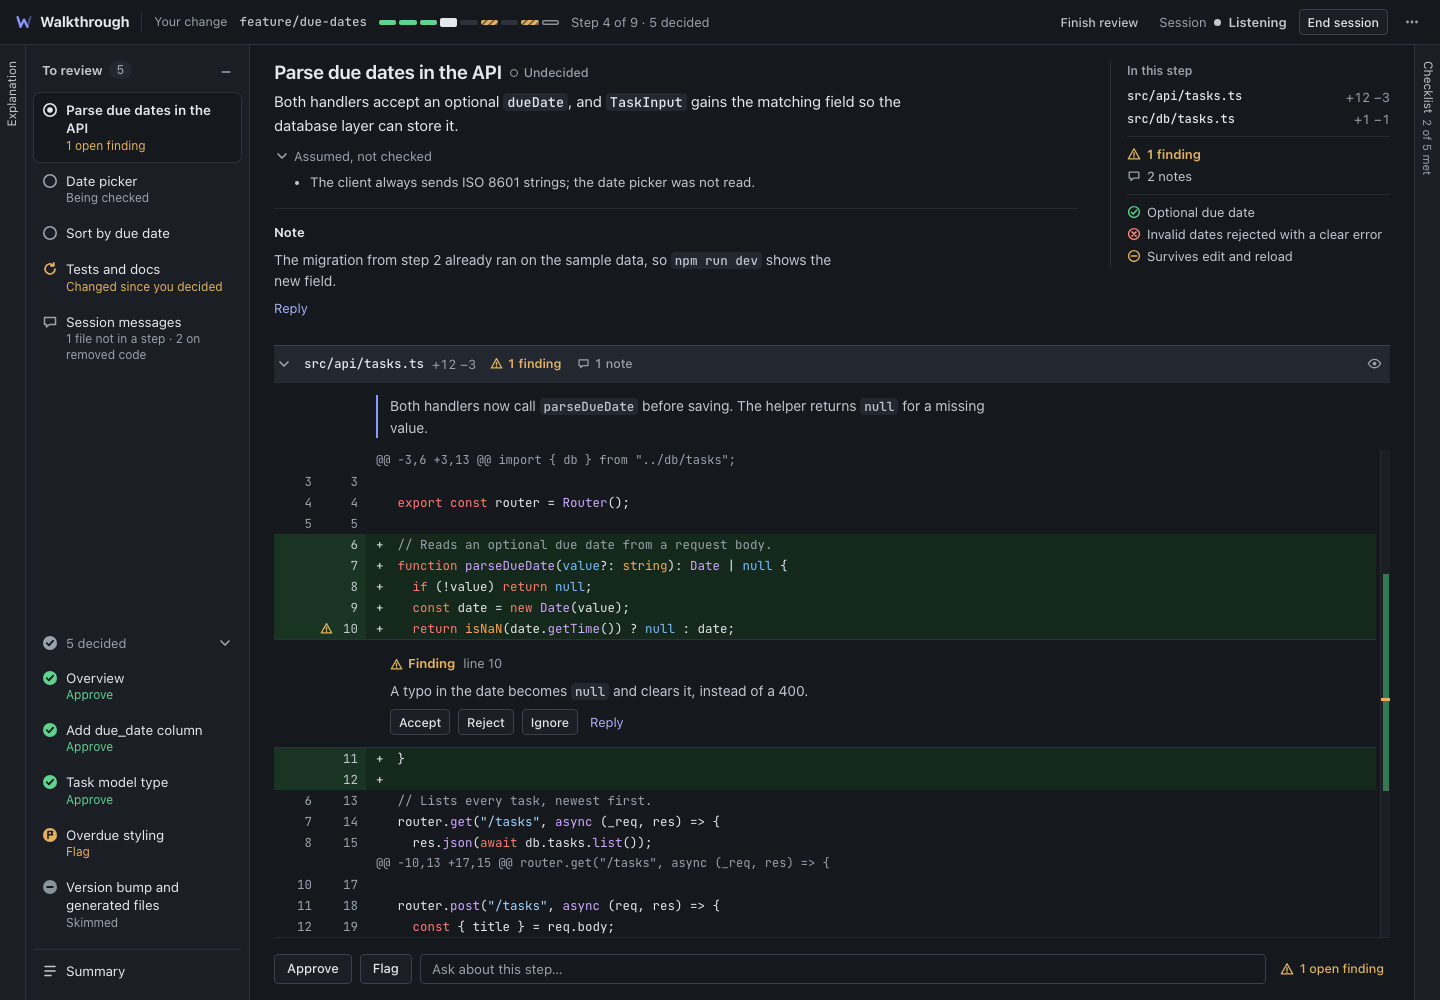 Walkthrough
Your change feature/due-dates Step 4 of 9 · 5 decided
Finish review Session Listening End session
Explanation
To review 5
Parse due dates in the
API
1 open finding
Date picker
Being checked
Sort by due date
Tests and docs
Changed since you decided
Session messages
1 file not in a step · 2 on
removed code
5 decided
Overview
Approve
Add due_date column
Approve
Task model type
Approve
Overdue styling
Flag
Version bump and
generated files
Skimmed
Summary
Parse due dates in the API Undecided
Both handlers accept an optional dueDate, and TaskInput gains the matching field so the
database layer can store it.
Assumed, not checked
• The client always sends ISO 8601 strings; the date picker was not read.
Note
The migration from step 2 already ran on the sample data, so npm run dev shows the
new field.
Reply
In this step
src/api/tasks.ts +12 −3
src/db/tasks.ts +1 −1
1 finding
2 notes
Optional due date
Invalid dates rejected with a clear error
Survives edit and reload
Checklist 2 of 5 met
src/api/tasks.ts +12 −3 1 finding 1 note
Both handlers now call parseDueDate before saving. The helper returns null for a missing
value.
@@ -3,6 +3,13 @@ import { db } from "../db/tasks";
3 3
4 4 export const router = Router();
5 5
6 + // Reads an optional due date from a request body.
7 + function parseDueDate(value?: string): Date | null {
8 + if (!value) return null;
9 + const date = new Date(value);
10 + return isNaN(date.getTime()) ? null : date;
Finding line 10
A typo in the date becomes null and clears it, instead of a 400.
Accept Reject Ignore Reply
11 + }
12 +
6 13 // Lists every task, newest first.
7 14 router.get("/tasks", async (_req, res) => {
8 15 res.json(await db.tasks.list());
@@ -10,13 +17,15 @@ router.get("/tasks", async (_req, res) => {
10 17
11 18 router.post("/tasks", async (req, res) => {
12 19 const { title } = req.body;
Approve Flag Ask about this step… 1 open finding